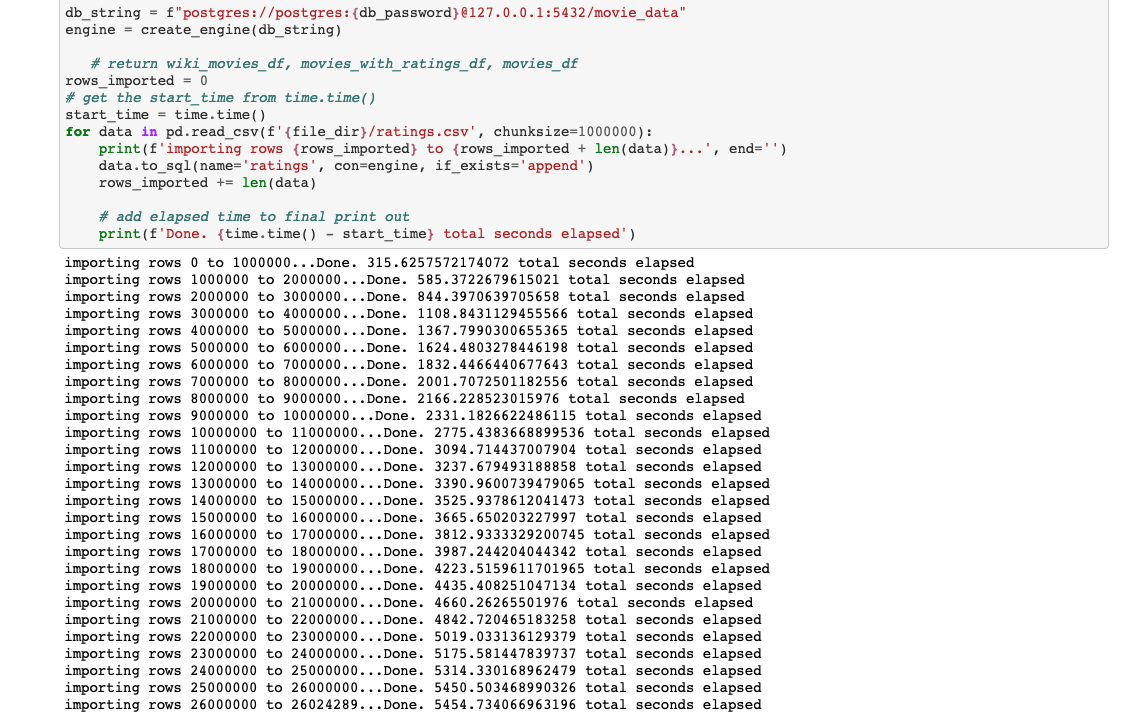 db_string = f"postgres://postgres:{db_password}@127.0.0.1:5432/movie_data"
engine = create_engine(db_string)
# return wiki_movies_df, movies_with_ratings_df, movies_df
rows_imported = 0
# get the start_time from time.time()
start_time = time.time()
for data in pd.read_csv(f'{file_dir}/ratings.csv', chunksize=1000000):
print(f'importing rows {rows_imported} to {rows_imported + len(data)}...', end='')
data.to_sql(name='ratings', con=engine, if_exists='append')
rows_imported += len(data)
# add elapsed time to final print out
print(f'Done. {time.time() - start_time} total seconds elapsed')
importing rows 0 to 1000000...Done. 315.6257572174072 total seconds elapsed
importing rows 1000000 to 2000000...Done. 585.3722679615021 total seconds elapsed
importing rows 2000000 to 3000000...Done. 844.3970639705658 total seconds elapsed
importing rows 3000000 to 4000000...Done. 1108.8431129455566 total seconds elapsed
importing rows 4000000 to 5000000...Done. 1367.7990300655365 total seconds elapsed
importing rows 5000000 to 6000000...Done. 1624.4803278446198 total seconds elapsed
importing rows 6000000 to 7000000...Done. 1832.4466440677643 total seconds elapsed
importing rows 7000000 to 8000000...Done. 2001.7072501182556 total seconds elapsed
importing rows 8000000 to 9000000...Done. 2166.228523015976 total seconds elapsed
importing rows 9000000 to 10000000...Done. 2331.1826622486115 total seconds elapsed
importing rows 10000000 to 11000000...Done. 2775.4383668899536 total seconds elapsed
importing rows 11000000 to 12000000...Done. 3094.714437007904 total seconds elapsed
importing rows 12000000 to 13000000...Done. 3237.679493188858 total seconds elapsed
importing rows 13000000 to 14000000...Done. 3390.9600739479065 total seconds elapsed
importing rows 14000000 to 15000000...Done. 3525.9378612041473 total seconds elapsed
importing rows 15000000 to 16000000...Done. 3665.650203227997 total seconds elapsed
importing rows 16000000 to 17000000...Done. 3812.9333329200745 total seconds elapsed
importing rows 17000000 to 18000000...Done. 3987.244204044342 total seconds elapsed
importing rows 18000000 to 19000000...Done. 4223.5159611701965 total seconds elapsed
importing rows 19000000 to 20000000...Done. 4435.408251047134 total seconds elapsed
importing rows 20000000 to 21000000...Done. 4660.26265501976 total seconds elapsed
importing rows 21000000 to 22000000...Done. 4842.720465183258 total seconds elapsed
importing rows 22000000 to 23000000...Done. 5019.033136129379 total seconds elapsed
importing rows 23000000 to 24000000...Done. 5175.581447839737 total seconds elapsed
importing rows 24000000 to 25000000...Done. 5314.330168962479 total seconds elapsed
importing rows 25000000 to 26000000...Done. 5450.503468990326 total seconds elapsed
importing rows 26000000 to 26024289...Done. 5454.734066963196 total seconds elapsed